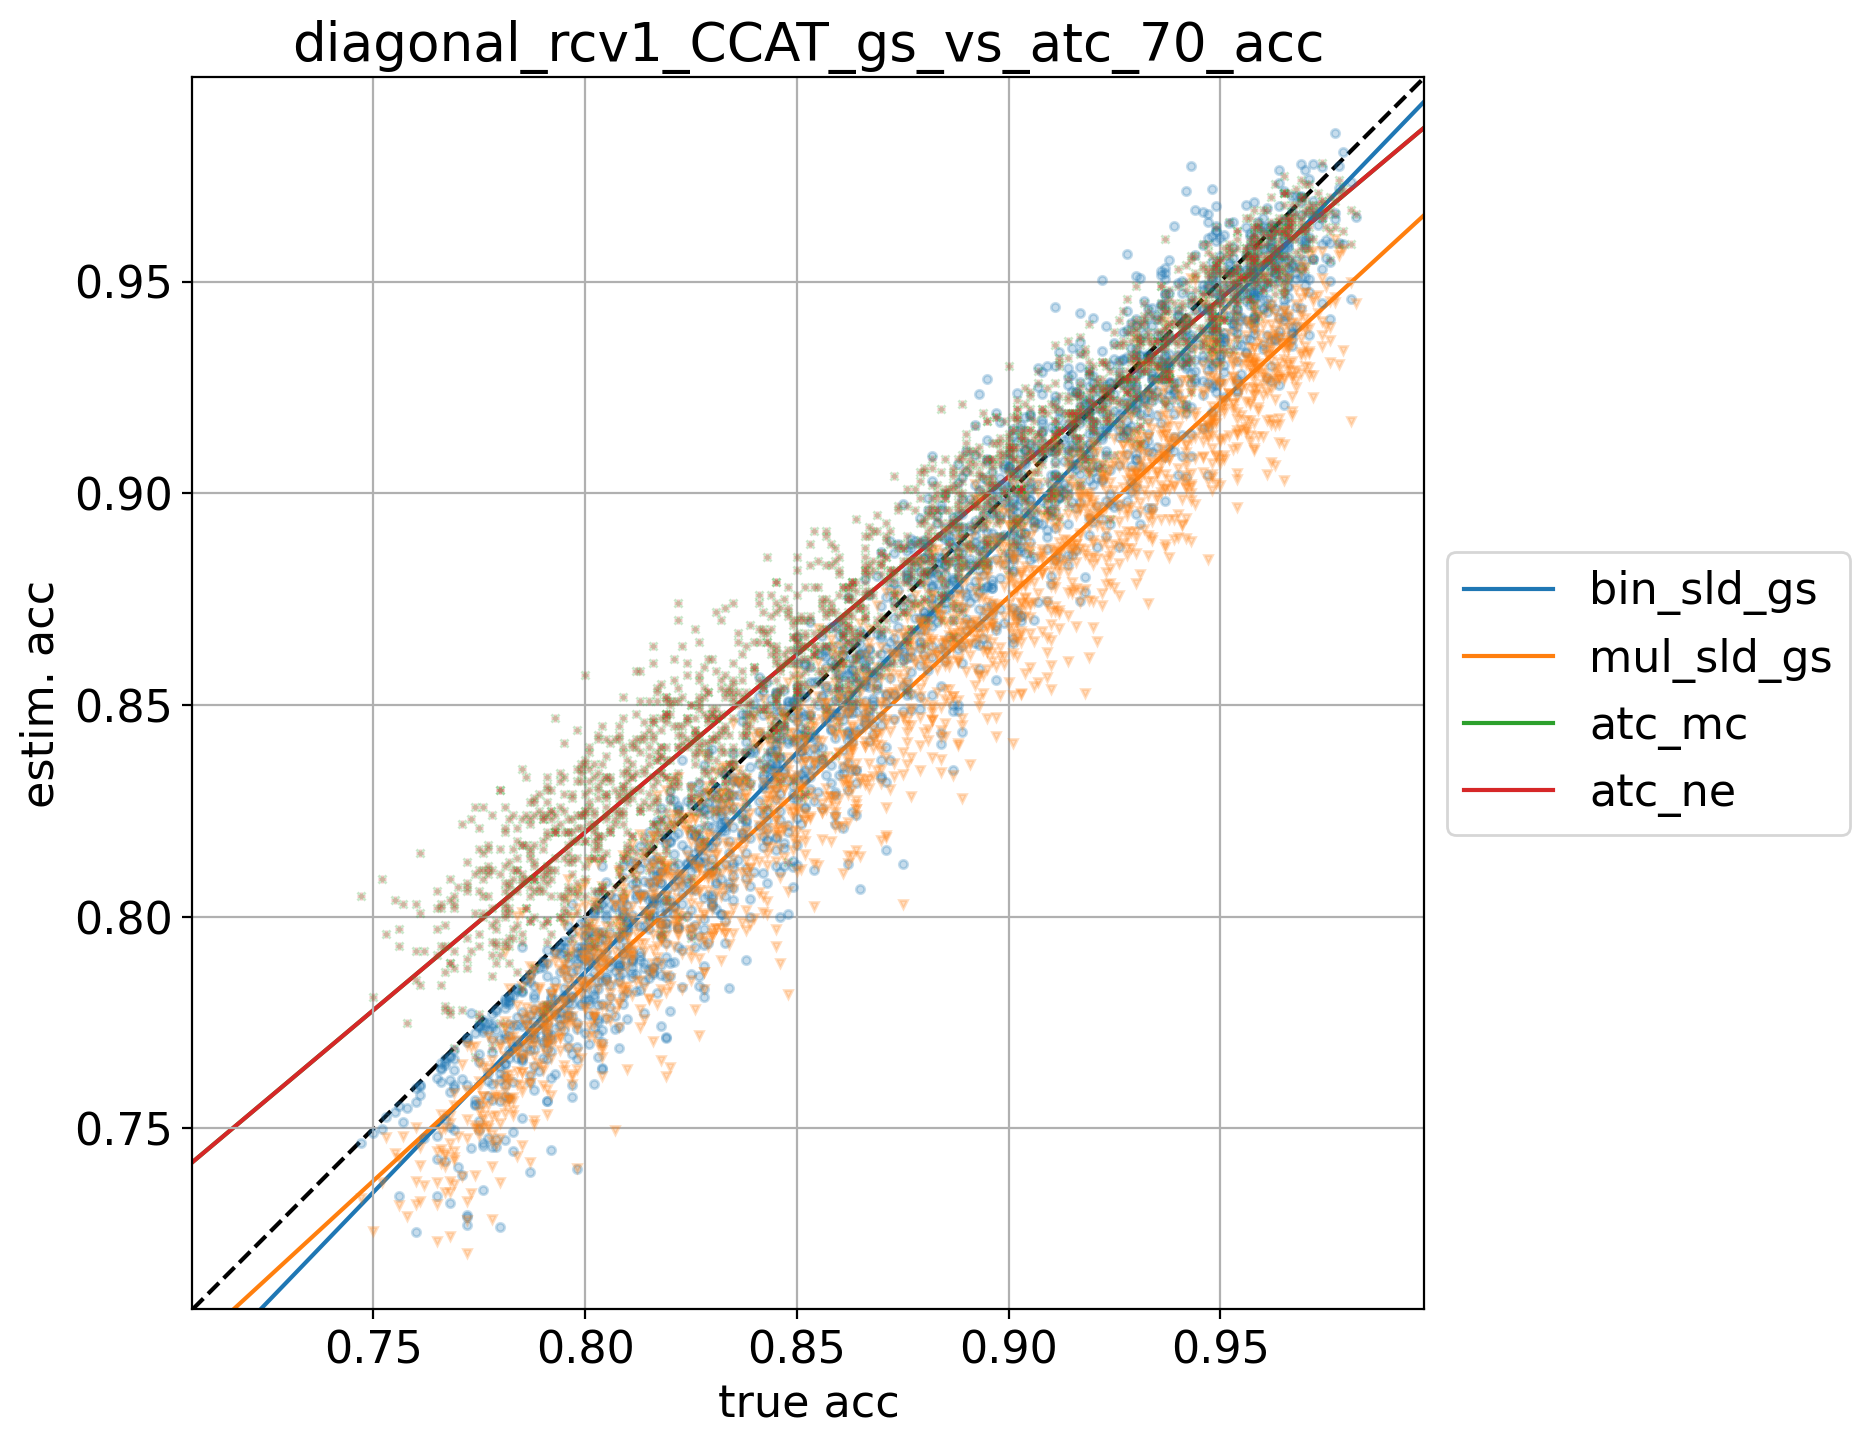 diagonal_rcv1_CCAT_gs_vs_atc_70_acc
estim. acc
0.95
0.90
0.85
0.80
0.75
0.75 0.80 0.85 0.90 0.95
true acc
bin_sld_gs
mul_sld_gs
atc_mc
atc_ne